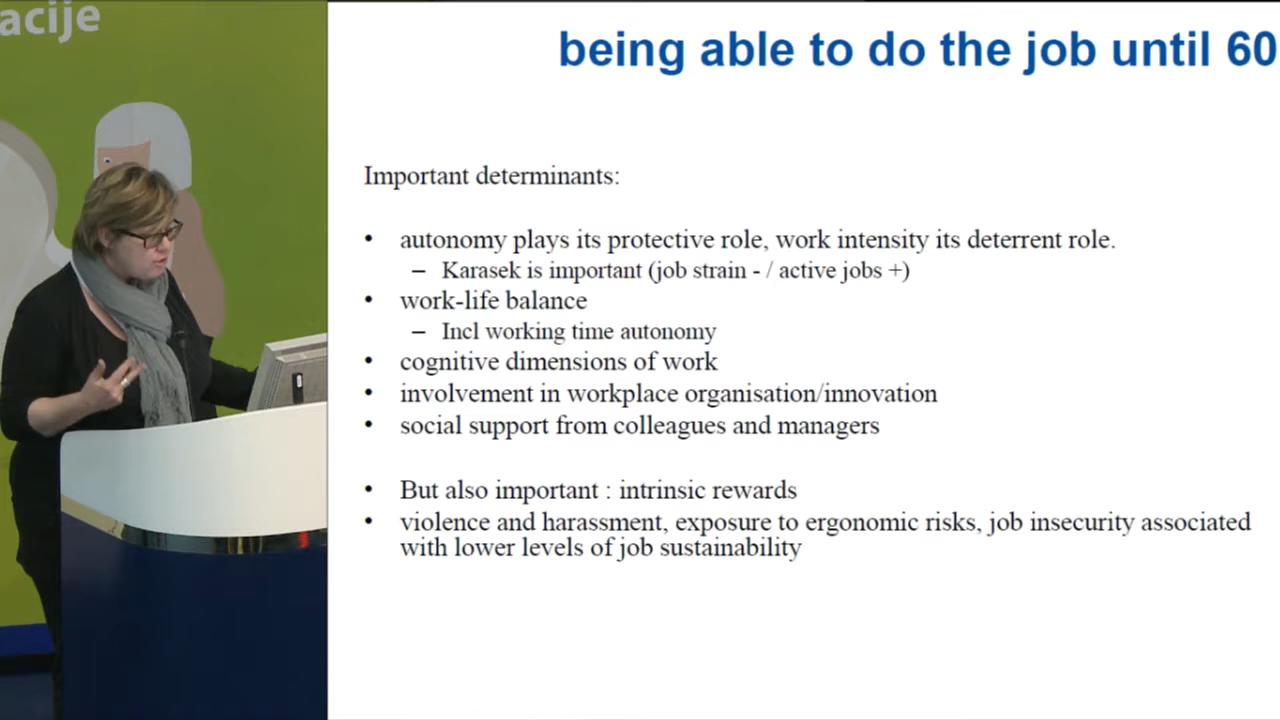 acije
being able to do the job until 60
Important determinants:
• autonomy plays its protective role, work intensity its deterrent role.
– Karasek is important (job strain - / active jobs +)
• work-life balance
– Incl working time autonomy
• cognitive dimensions of work
• involvement in workplace organisation/innovation
• social support from colleagues and managers
• But also important : intrinsic rewards
• violence and harassment, exposure to ergonomic risks, job insecurity associated
with lower levels of job sustainability